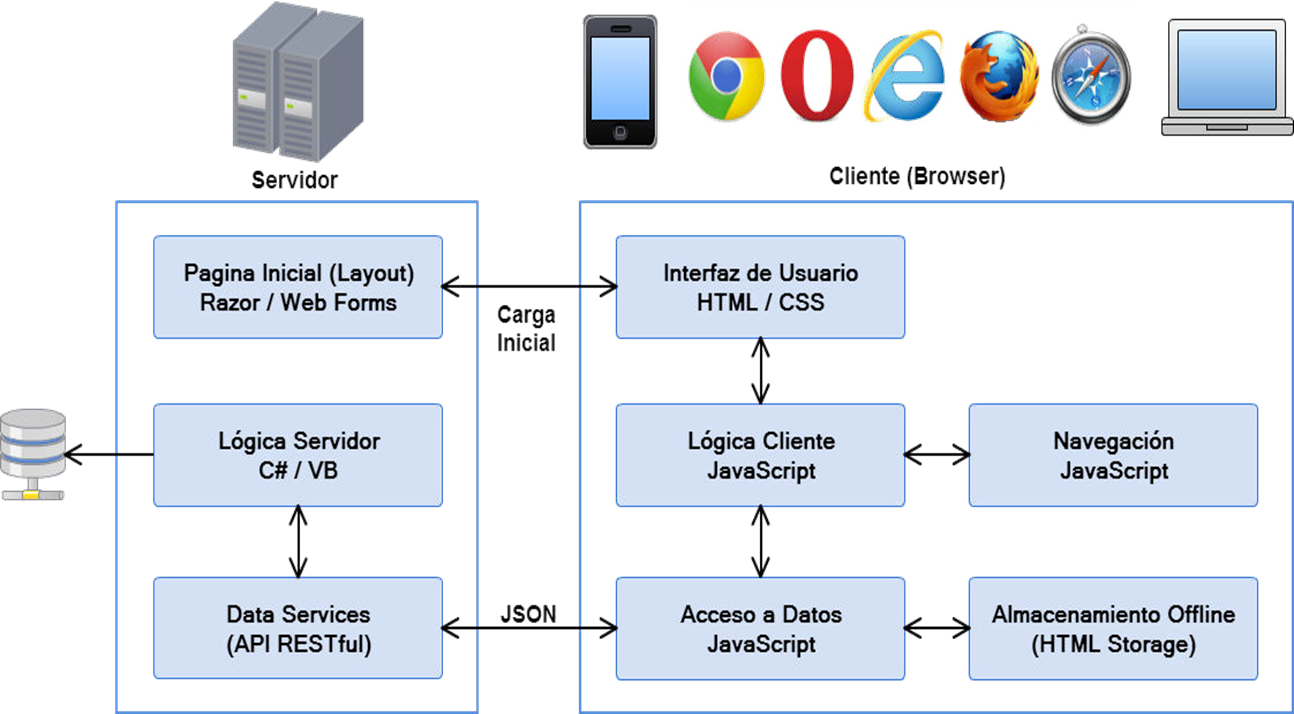 Servidor
Cliente (Browser)
Pagina Inicial (Layout)
Razor / Web Forms
Carga
Inicial
Interfaz de Usuario
HTML / CSS
Lógica Servidor
C# / VB
Lógica Cliente
JavaScript
Navegación
JavaScript
Data Services
(API RESTful)
JSON
Acceso a Datos
JavaScript
Almacenamiento Offline
(HTML Storage)